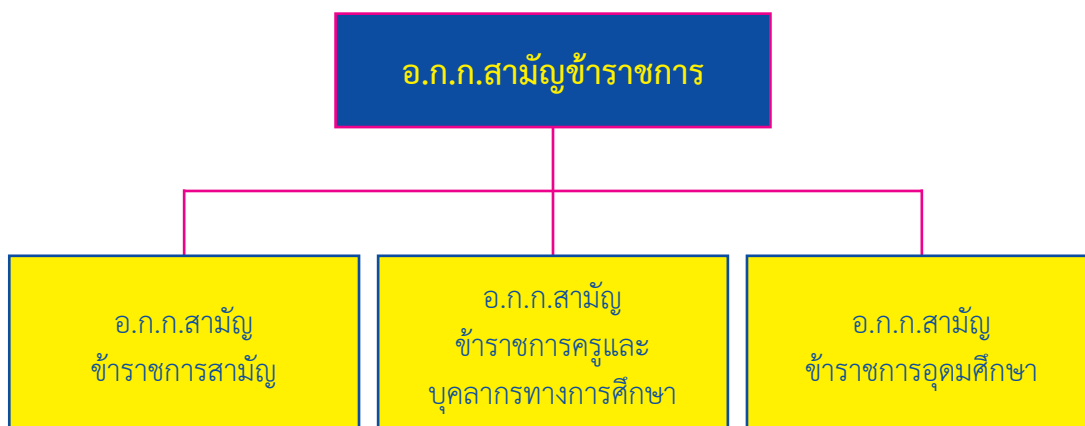 อ.ก.ก.สามัญข้าราชการ
อ.ก.ก.สามัญ
ข้าราชการสามัญ
อ.ก.ก.สามัญ
ข้าราชการครูและ
บุคลากรทางการศึกษา
อ.ก.ก.สามัญ
ข้าราชการอุดมศึกษา